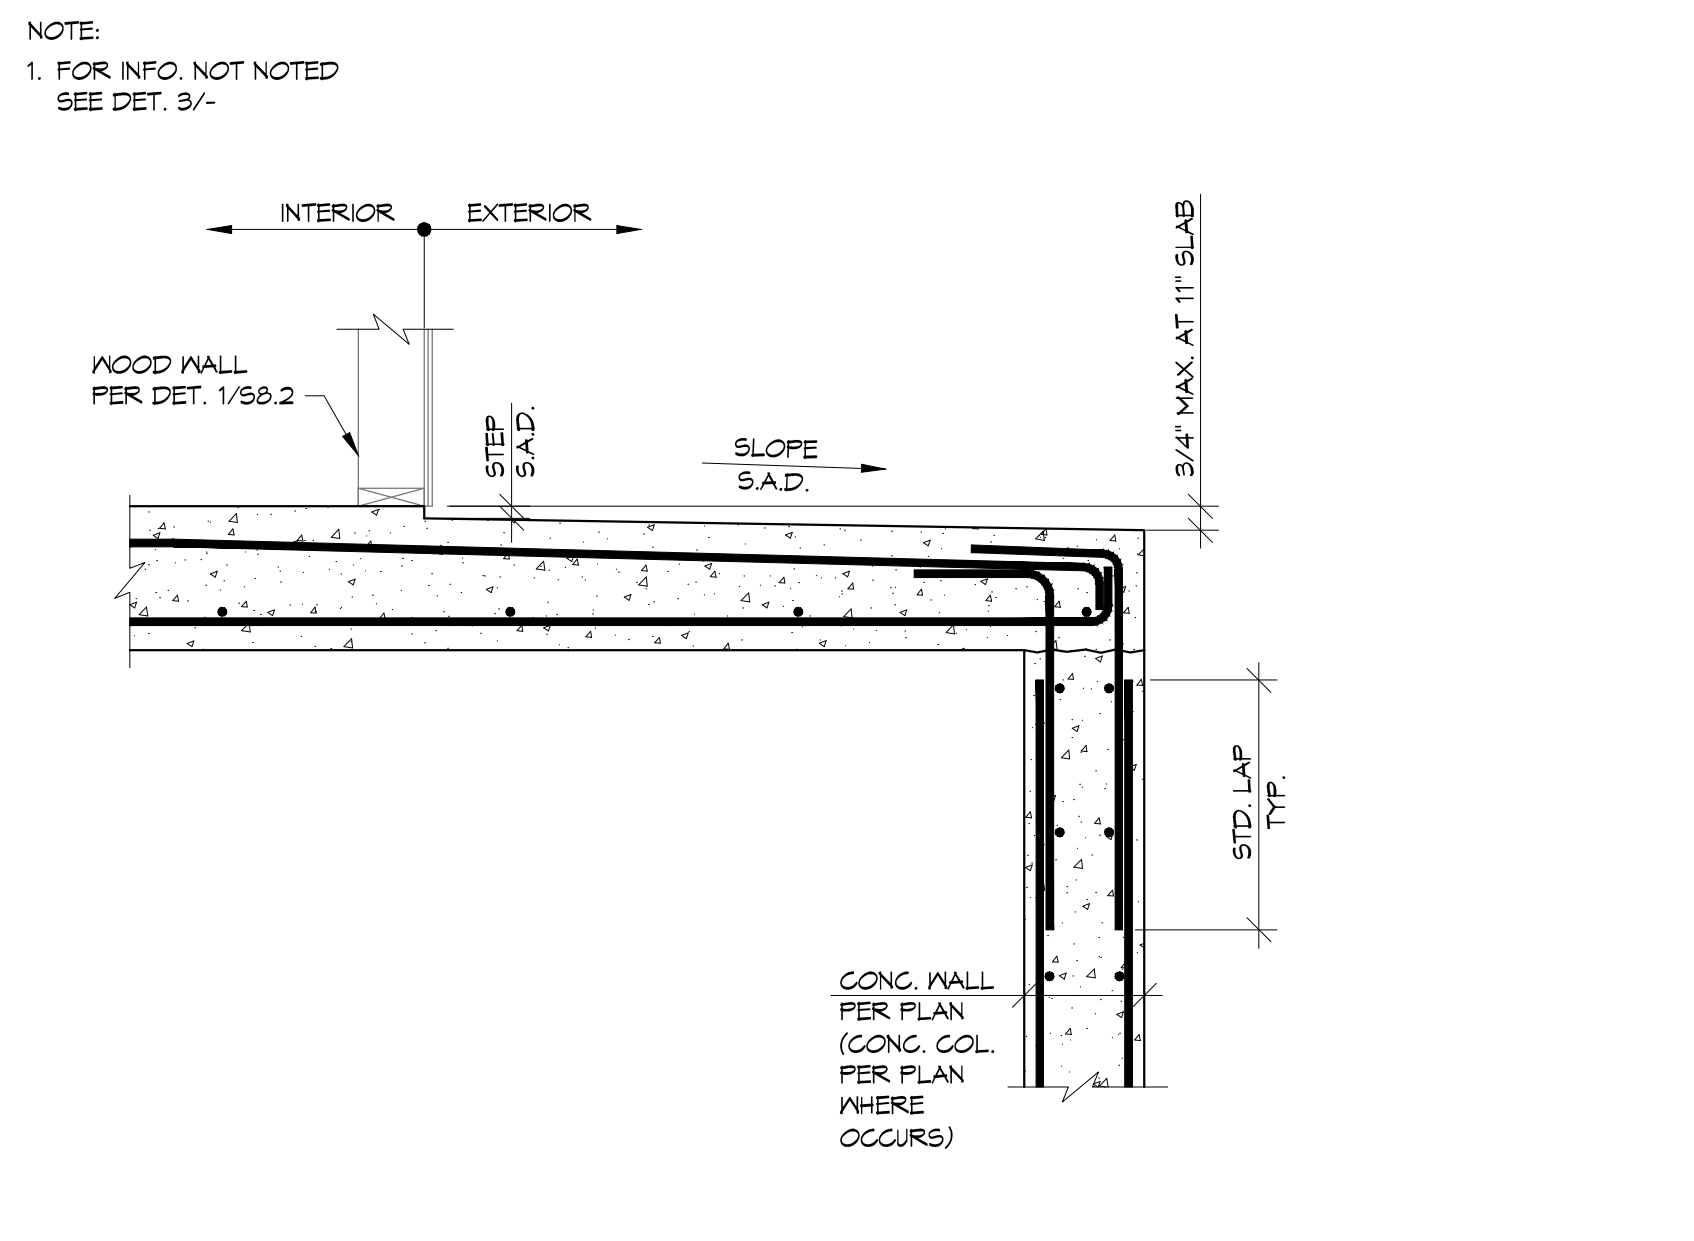 NOTE:
1. FOR INFO. NOT NOTED
SEE DET. 3/-
INTERIOR
EXTERIOR
WOOD WALL
PER DET. 1/S8.2
STEP
S.A.D.
SLOPE
S.A.D.
3/4" MAX. AT 11" SLAB
STD. LAP
TYP.
CONC. WALL
PER PLAN
(CONC. COL.
PER PLAN
WHERE
OCCURS)